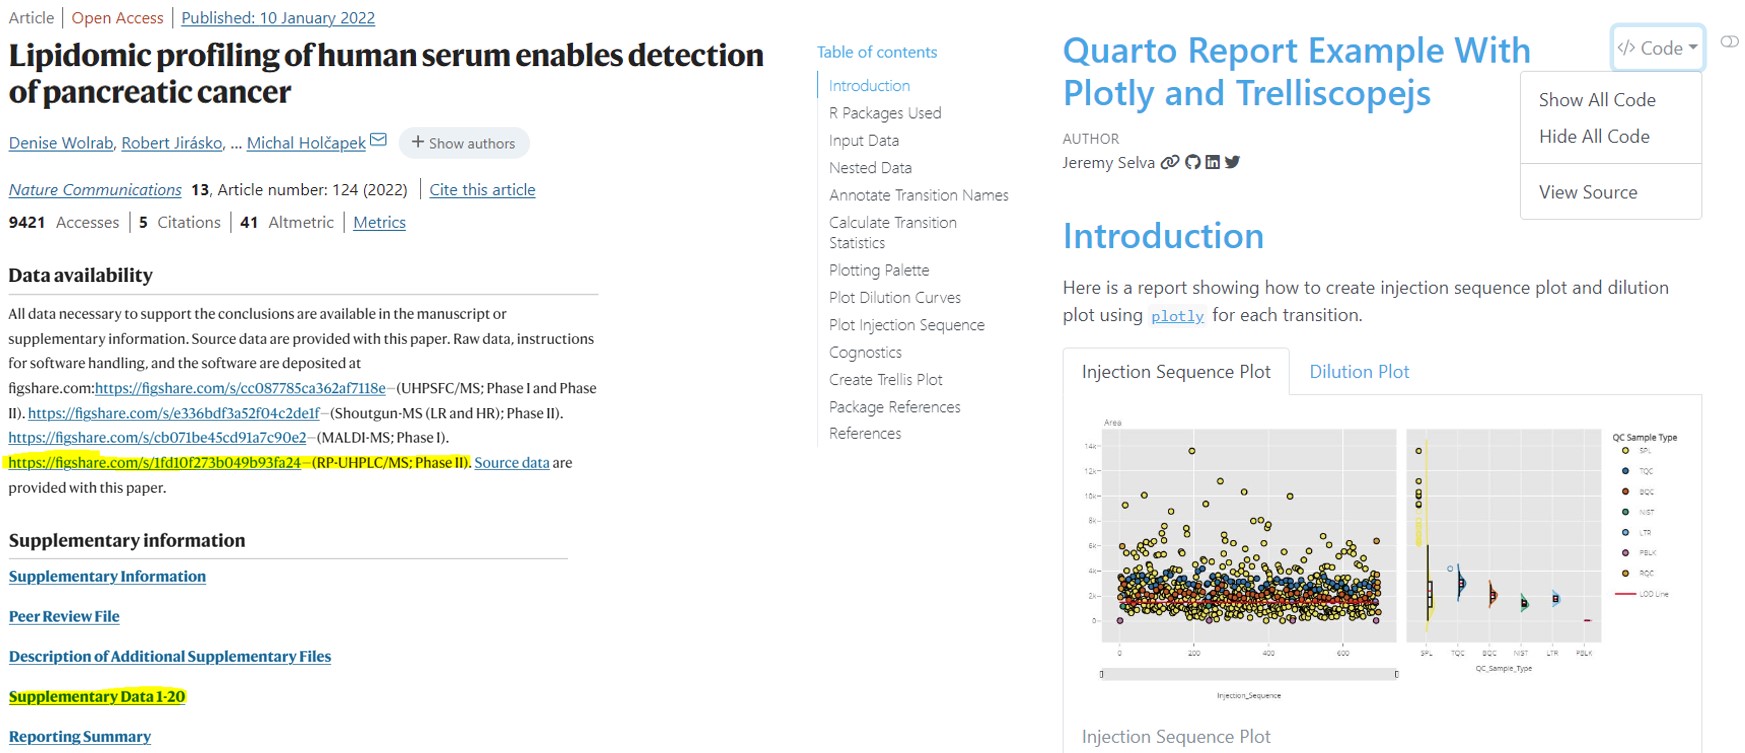 Article | Open Access | Published: 10 January 2022
Lipidomic profiling of human serum enables detection
of pancreatic cancer
Denise Wolrab, Robert Jirásko, ... Michal Holčapek + Show authors
Nature Communications 13, Article number: 124 (2022) | Cite this article
9421 Accesses | 5 Citations | 41 Altmetric | Metrics
Data availability
All data necessary to support the conclusions are available in the manuscript or
supplementary information. Source data are provided with this paper. Raw data, instructions
for software handling, and the software are deposited at
figshare.com:https://figshare.com/s/cc087785ca362af7118e–(UHPSFC/MS; Phase I and Phase
II). https://figshare.com/s/e336bdf3a52f04c2de1f–(Shoutgun-MS (LR and HR); Phase II).
https://figshare.com/s/cb071be45cd91a7c90e2–(MALDI-MS; Phase I).
https://figshare.com/s/1fd10f273b049b93fa24–(RP-UHPLC/MS; Phase II). Source data are
provided with this paper.
Supplementary information
Supplementary Information
Peer Review File
Description of Additional Supplementary Files
Supplementary Data 1-20
Reporting Summary
Table of contents
Introduction
R Packages Used
Input Data
Nested Data
Annotate Transition Names
Calculate Transition
Statistics
Plotting Palette
Plot Dilution Curves
Plot Injection Sequence
Cognostics
Create Trellis Plot
Package References
References
Quarto Report Example With
Plotly and Trelliscopejs
</> Code
Show All Code
Hide All Code
View Source
AUTHOR
Jeremy Selva
Introduction
Here is a report showing how to create injection sequence plot and dilution
plot using plotly for each transition.
Injection Sequence Plot
Dilution Plot
Area
14k
12k
10k
8k
6k
4k
2k
0
0 200 400 600
Injection_Sequence
SPL TQC BQC NIST LTR PBLK
QC_Sample_Type
QC Sample Type
SPL
TQC
BQC
NIST
LTR
PBLK
RQC
LOD Line
Injection Sequence Plot